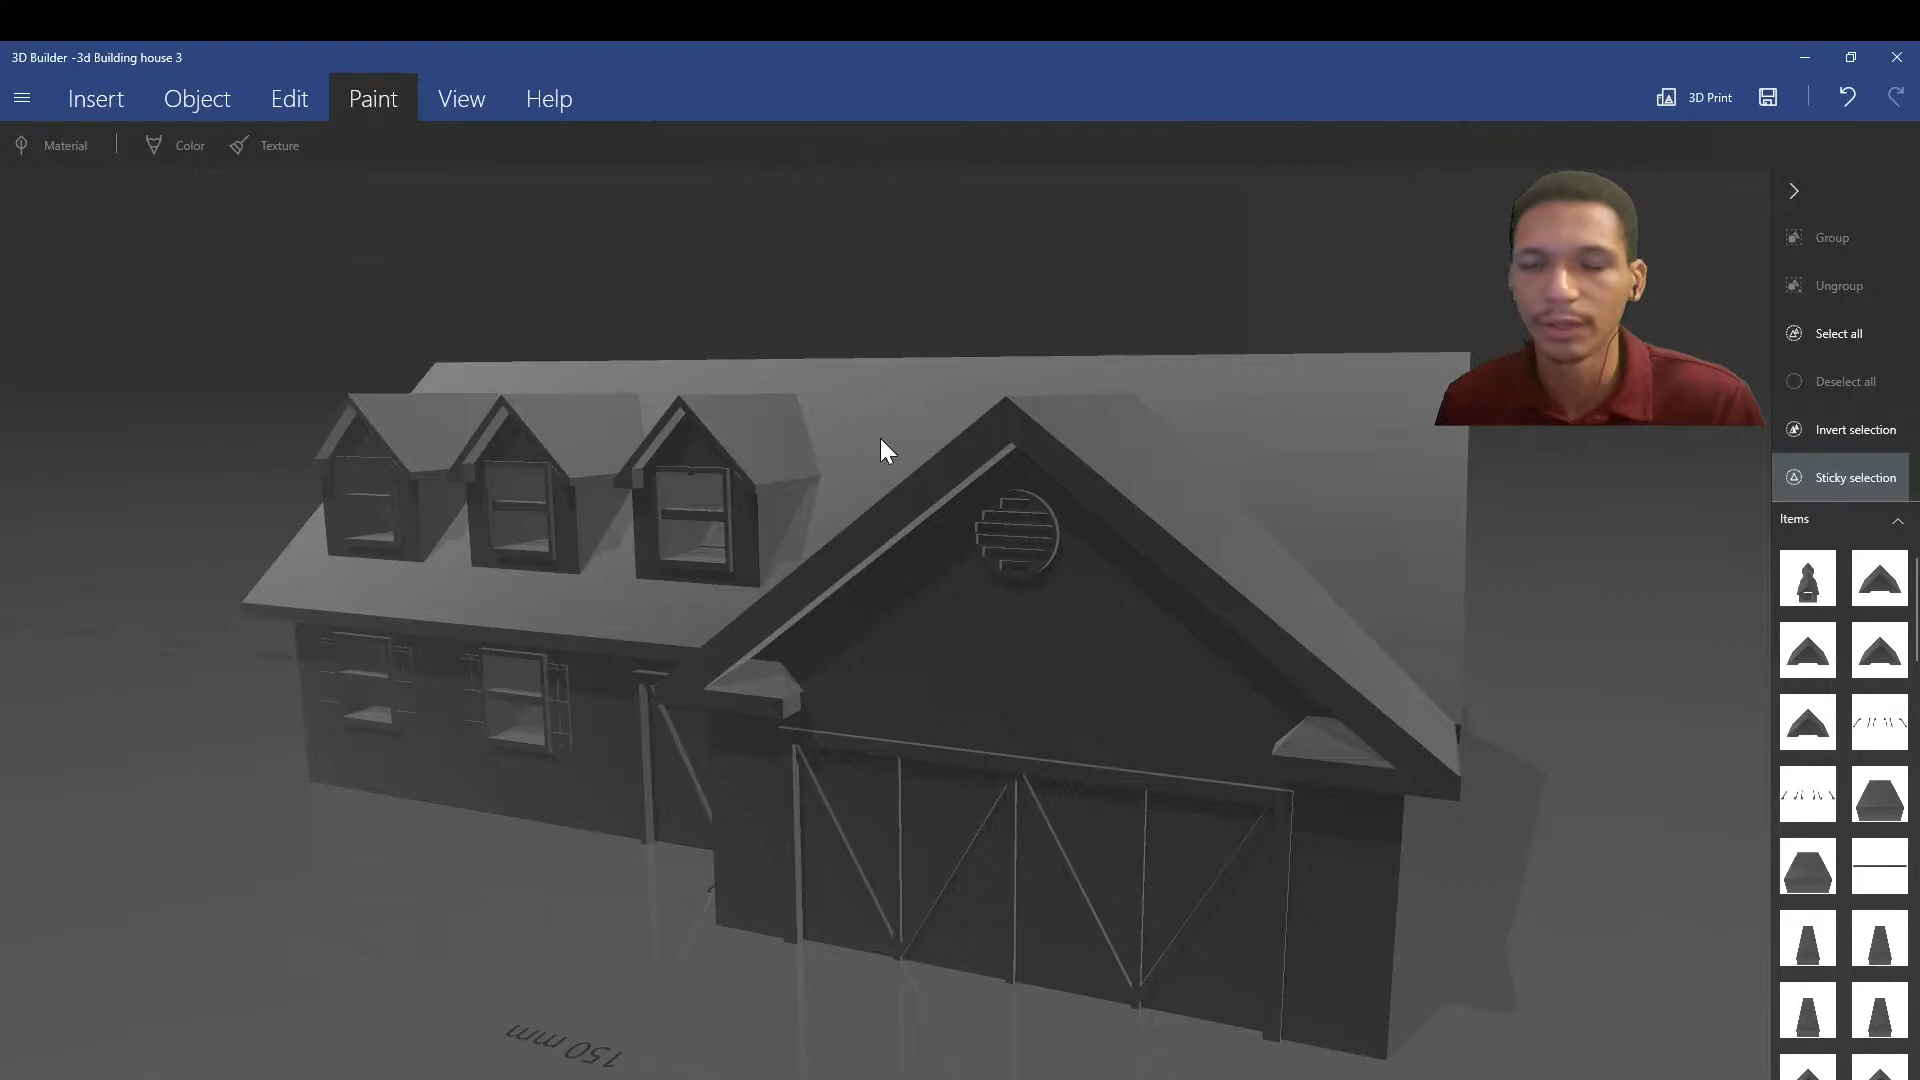 3D Builder -3d Building house 3
Insert
Object
Edit
Paint
View
Help
3D Print
Material
Color
Texture
Group
Ungroup
Select all
Deselect all
Invert selection
Sticky selection
Items
150 mm